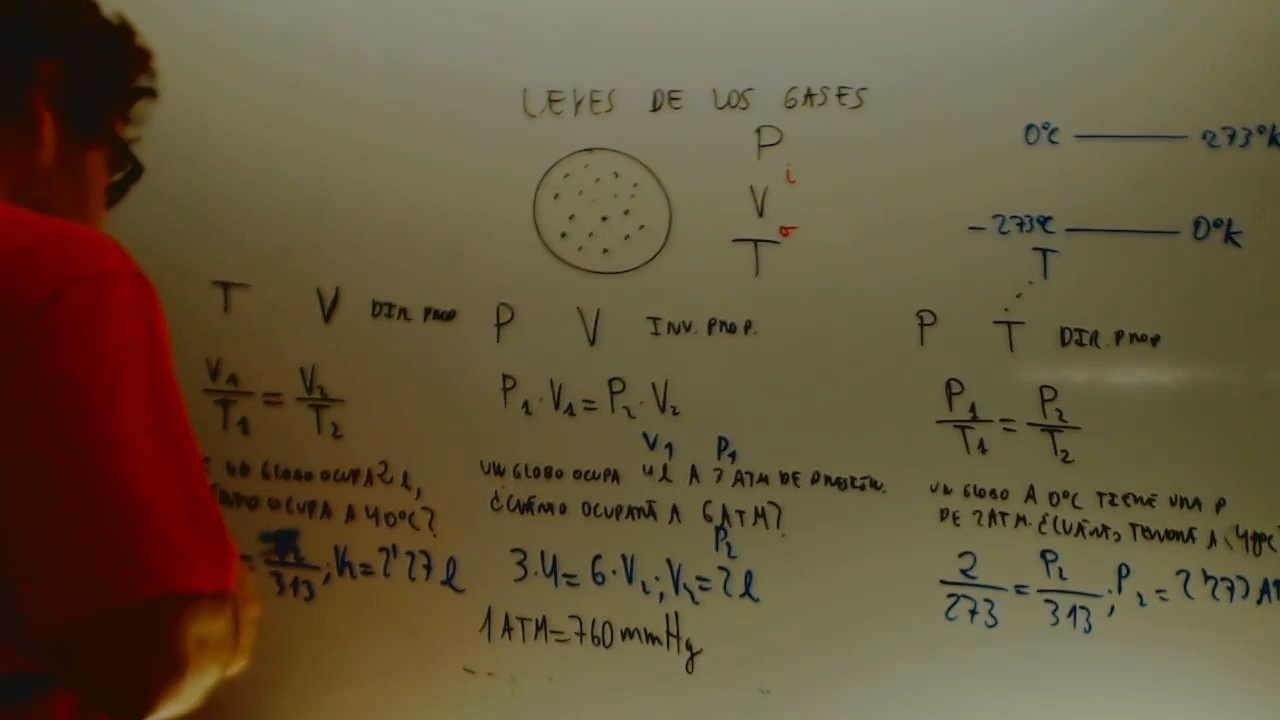 LEYES DE LOS GASES
P
i
V
σ
T
0°C 273°K
-273°C 0°K
T
T V DIR PROP
V1/T1 = V2/T2
GLOBO OCUPA 2 l,
OCUPA A 40°C?
= /313; V2 = 2'27 l
P V INV. PROP.
P1 · V1 = P2 · V2
V1 P1
UN GLOBO OCUPA 4 l A 3 ATM DE PRESIÓN.
¿CUÁNTO OCUPARÁ A 6 ATM?
P2
3·4 = 6·V2; V2 = 2 l
1 ATM = 760 mmHg
P T DIR. PROP
P1/T1 = P2/T2
UN GLOBO A 0°C TIENE UNA P
DE 2 ATM. ¿CUÁNTO TENDRÁ A 40°C
2/273 = P2/313; P2 =